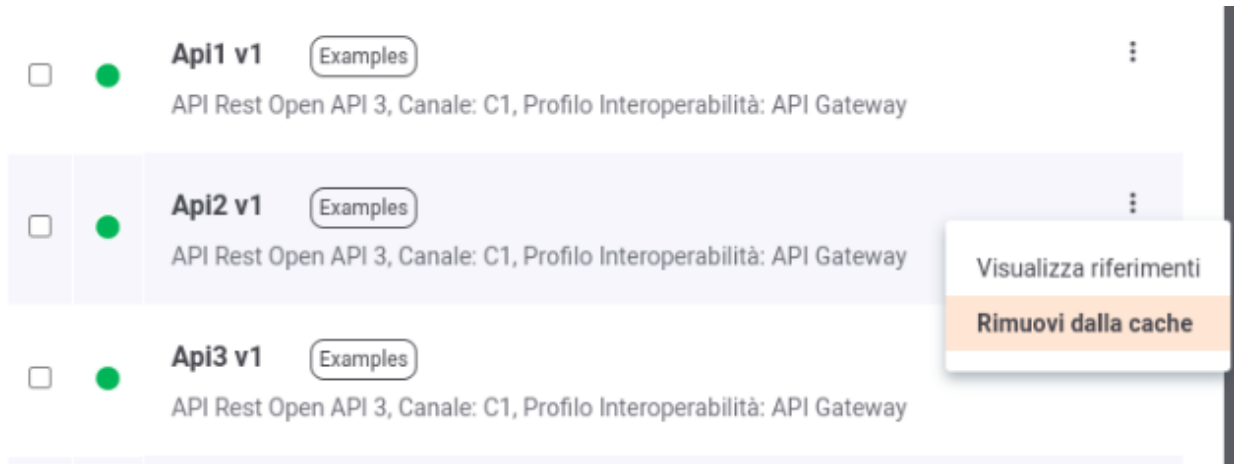 Api1 v1 Examples
API Rest Open API 3, Canale: C1, Profilo Interoperabilità: API Gateway
Api2 v1 Examples
API Rest Open API 3, Canale: C1, Profilo Interoperabilità: API Gateway
Visualizza riferimenti
Rimuovi dalla cache
Api3 v1 Examples
API Rest Open API 3, Canale: C1, Profilo Interoperabilità: API Gateway